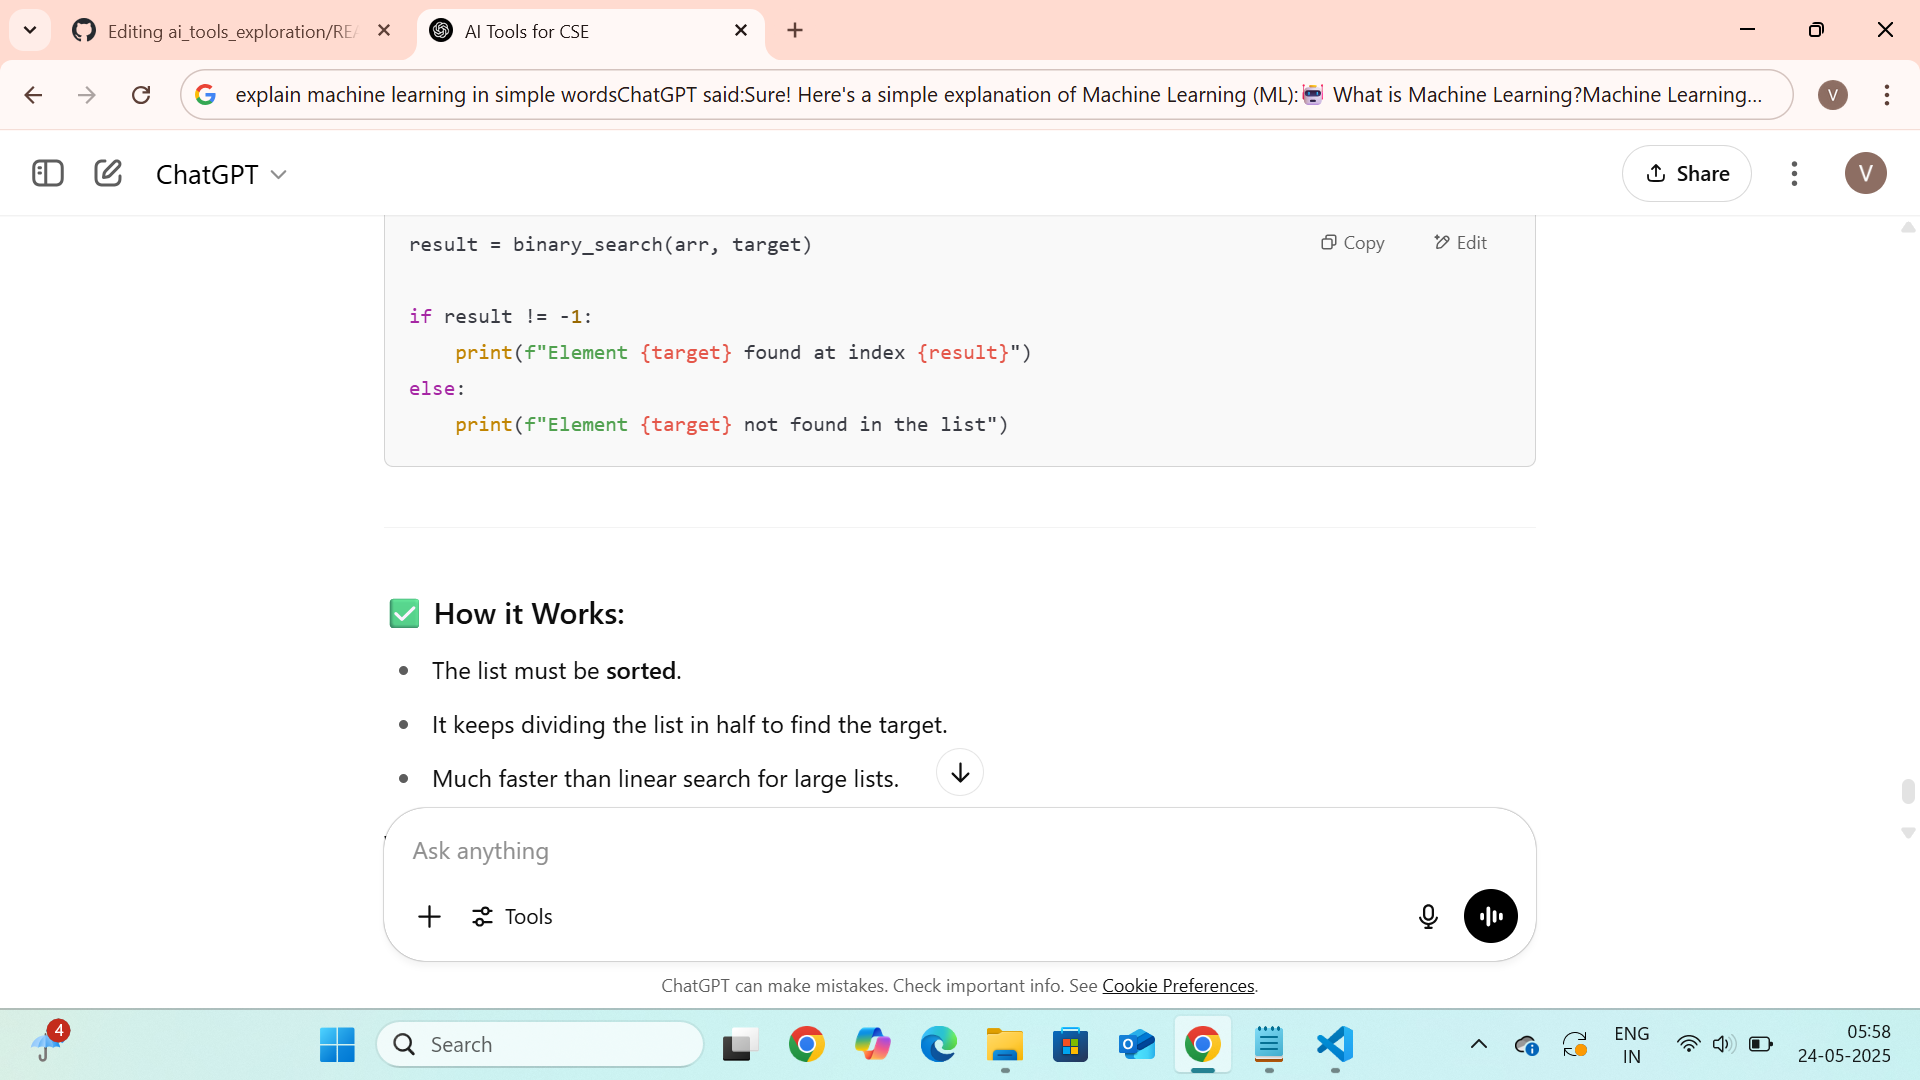 Editing ai_tools_exploration/REA
AI Tools for CSE
explain machine learning in simple wordsChatGPT said:Sure! Here's a simple explanation of Machine Learning (ML):🤖 What is Machine Learning?Machine Learning...
V
ChatGPT
Share
V
result = binary_search(arr, target)
Copy
Edit
if result != -1:
print(f"Element {target} found at index {result}")
else:
print(f"Element {target} not found in the list")
✅ How it Works:
• The list must be sorted.
• It keeps dividing the list in half to find the target.
• Much faster than linear search for large lists.
Ask anything
Tools
ChatGPT can make mistakes. Check important info. See Cookie Preferences.
4
Search
ENG
IN
05:58
24-05-2025